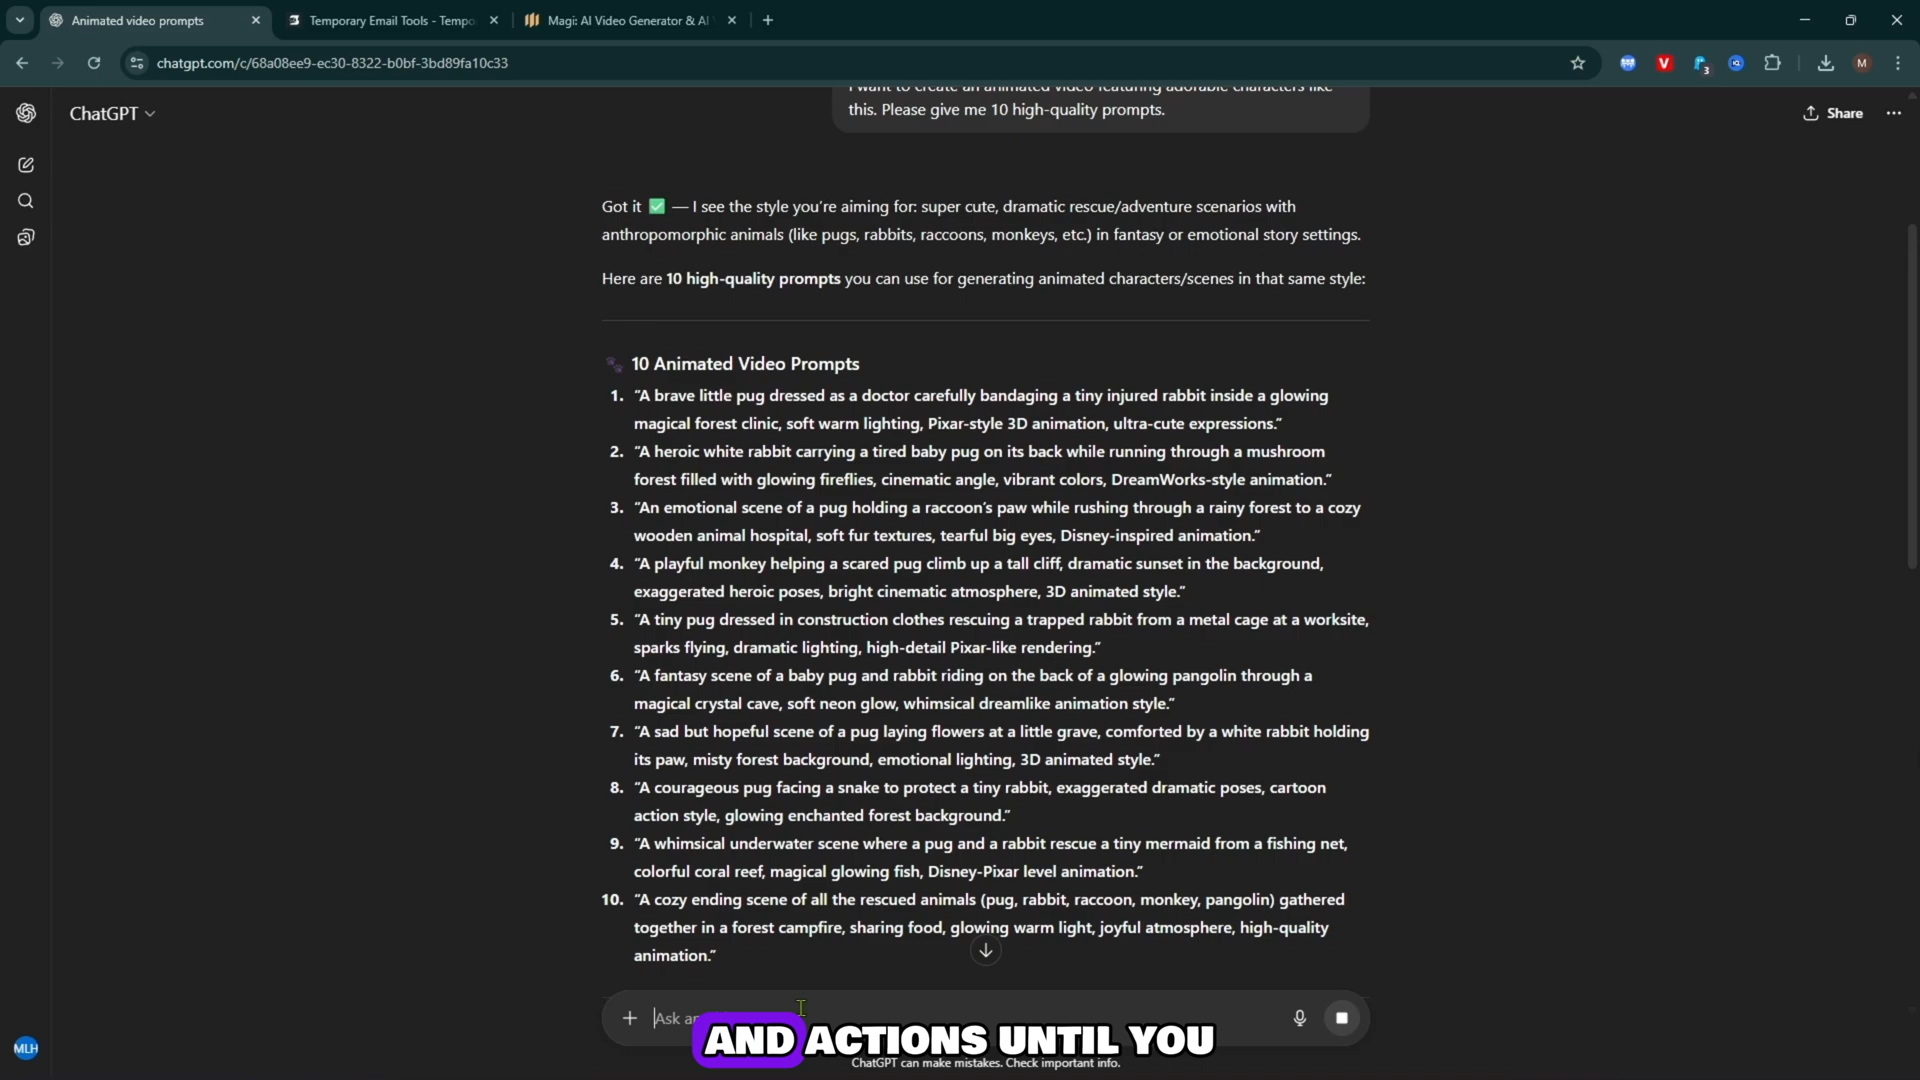 Animated video prompts
Temporary Email Tools - Tempo
Magi: AI Video Generator & AI
chatgpt.com/c/68a08ee9-ec30-8322-b0bf-3bd89fa10c33
V
3
M
ChatGPT
Share
I want to create an animated video featuring adorable characters like
this. Please give me 10 high-quality prompts.
Got it ✅ — I see the style you're aiming for: super cute, dramatic rescue/adventure scenarios with
anthropomorphic animals (like pugs, rabbits, raccoons, monkeys, etc.) in fantasy or emotional story settings.
Here are 10 high-quality prompts you can use for generating animated characters/scenes in that same style:
🐾 10 Animated Video Prompts
1. "A brave little pug dressed as a doctor carefully bandaging a tiny injured rabbit inside a glowing
magical forest clinic, soft warm lighting, Pixar-style 3D animation, ultra-cute expressions."
2. "A heroic white rabbit carrying a tired baby pug on its back while running through a mushroom
forest filled with glowing fireflies, cinematic angle, vibrant colors, DreamWorks-style animation."
3. "An emotional scene of a pug holding a raccoon's paw while rushing through a rainy forest to a cozy
wooden animal hospital, soft fur textures, tearful big eyes, Disney-inspired animation."
4. "A playful monkey helping a scared pug climb up a tall cliff, dramatic sunset in the background,
exaggerated heroic poses, bright cinematic atmosphere, 3D animated style."
5. "A tiny pug dressed in construction clothes rescuing a trapped rabbit from a metal cage at a worksite,
sparks flying, dramatic lighting, high-detail Pixar-like rendering."
6. "A fantasy scene of a baby pug and rabbit riding on the back of a glowing pangolin through a
magical crystal cave, soft neon glow, whimsical dreamlike animation style."
7. "A sad but hopeful scene of a pug laying flowers at a little grave, comforted by a white rabbit holding
its paw, misty forest background, emotional lighting, 3D animated style."
8. "A courageous pug facing a snake to protect a tiny rabbit, exaggerated dramatic poses, cartoon
action style, glowing enchanted forest background."
9. "A whimsical underwater scene where a pug and a rabbit rescue a tiny mermaid from a fishing net,
colorful coral reef, magical glowing fish, Disney-Pixar level animation."
10. "A cozy ending scene of all the rescued animals (pug, rabbit, raccoon, monkey, pangolin) gathered
together in a forest campfire, sharing food, glowing warm light, joyful atmosphere, high-quality
animation."
Ask
AND ACTIONS UNTIL YOU
MLH
ChatGPT can make mistakes. Check important info.